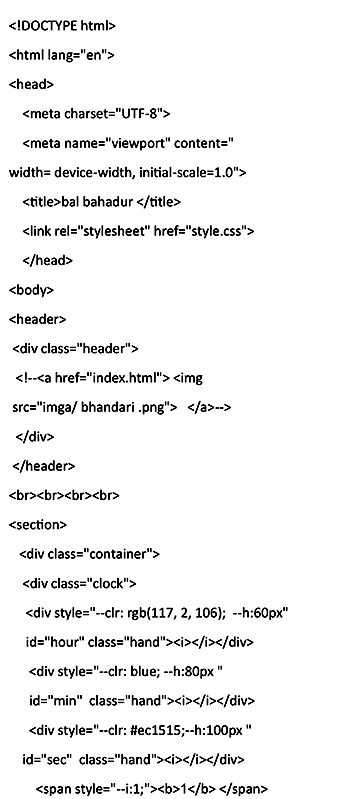 <!DOCTYPE html>
<html lang="en">
<head>
<meta charset="UTF-8">
<meta name="viewport" content="
width= device-width, initial-scale=1.0">
<title>bal bahadur </title>
<link rel="stylesheet" href="style.css">
</head>
<body>
<header>
<div class="header">
<!--<a href="index.html"> <img
src="imga/ bhandari .png">   </a>-->
</div>
</header>
<br><br><br><br>
<section>
<div class="container">
<div class="clock">
<div style="--clr: rgb(117, 2, 106);  --h:60px"
id="hour" class="hand"><i></i></div>
<div style="--clr: blue; --h:80px "
id="min"  class="hand"><i></i></div>
<div style="--clr: #ec1515;--h:100px "
id="sec"  class="hand"><i></i></div>
<span style="--i:1;"><b>1</b> </span>